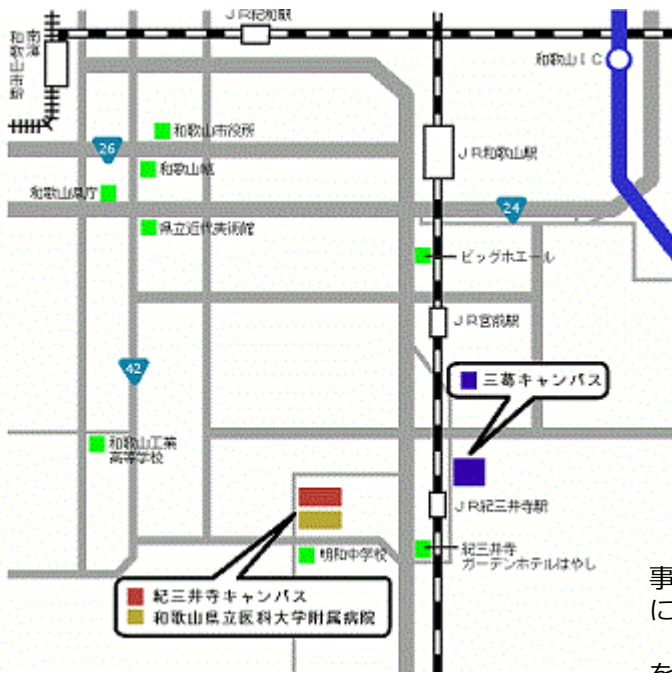 JR紀和駅
南海
和歌山市駅
和歌山IC
和歌山市役所
26
JR和歌山駅
和歌山城
和歌山県庁
24
県立近代美術館
ビッグホエール
JR宮前駅
42
三葛キャンパス
和歌山工業
高等学校
JR紀三井寺駅
明和中学校
紀三井寺
ガーデンホテルはやし
紀三井寺キャンパス
和歌山県立医科大学附属病院
事
に
を